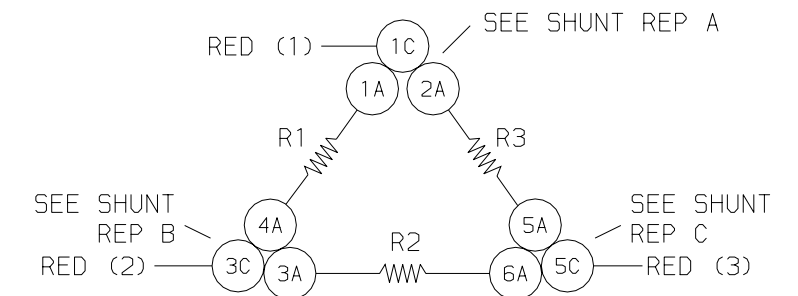 SEE SHUNT REP A
RED (1)
1C
1A
2A
R1
R3
SEE SHUNT
REP B
SEE SHUNT
REP C
4A
5A
R2
RED (2)
3C
3A
6A
5C
RED (3)